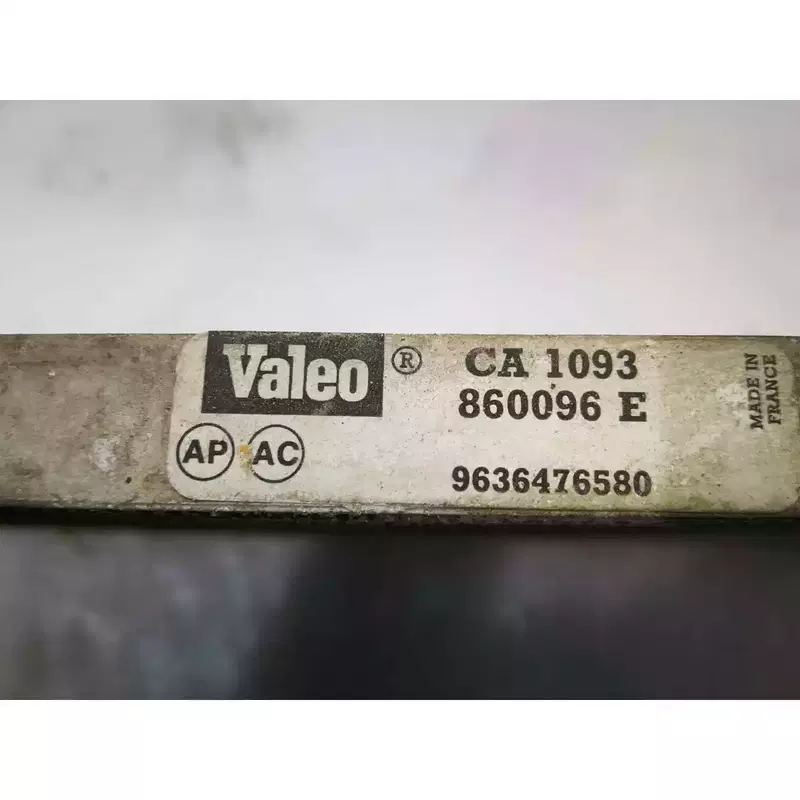 Valeo ® CA 1093
860096 E
AP AC
9636476580
MADE IN
FRANCE